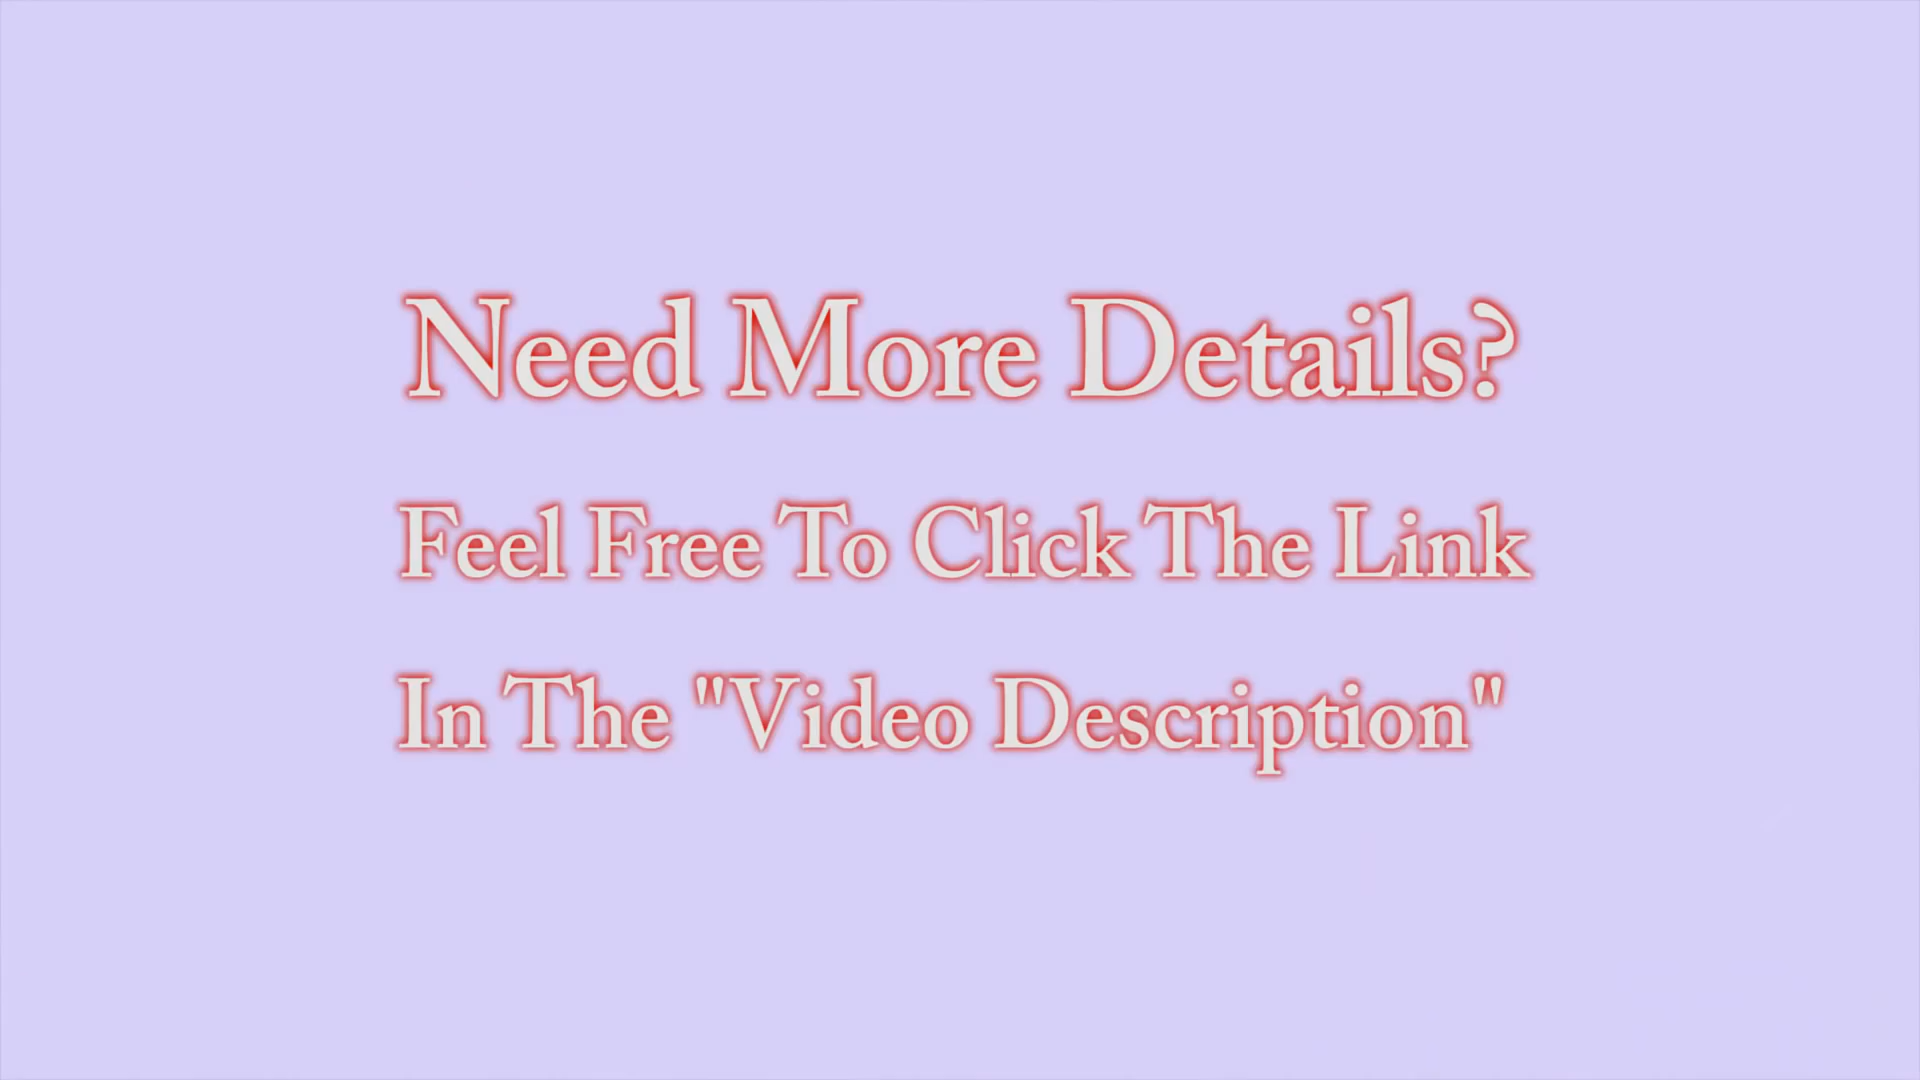 Need More Details?
Feel Free To Click The Link
In The "Video Description"